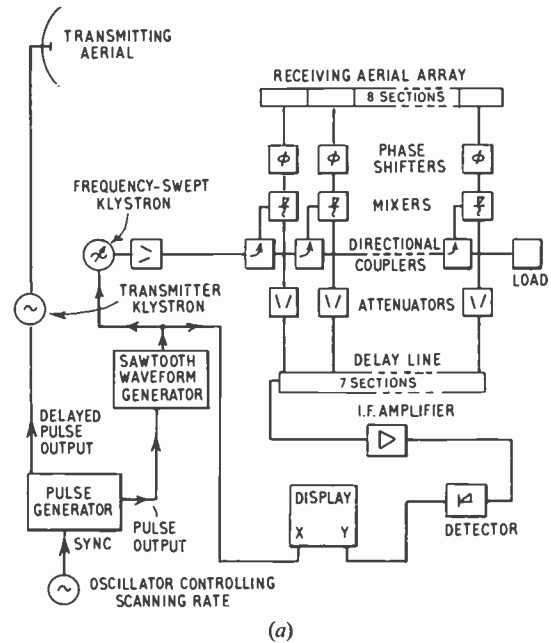 TRANSMITTING
AERIAL
RECEIVING AERIAL ARRAY
8 SECTIONS
PHASE
SHIFTERS
ϕ
ϕ
ϕ
FREQUENCY-SWEPT
KLYSTRON
MIXERS
DIRECTIONAL
COUPLERS
LOAD
TRANSMITTER
KLYSTRON
ATTENUATORS
SAWTOOTH
WAVEFORM
GENERATOR
DELAY LINE
7 SECTIONS
I.F. AMPLIFIER
DELAYED
PULSE
OUTPUT
PULSE
GENERATOR
PULSE
OUTPUT
DISPLAY
X Y
DETECTOR
SYNC
OSCILLATOR CONTROLLING
SCANNING RATE
(a)